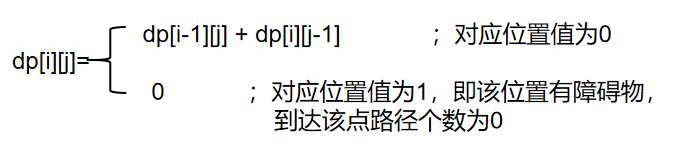 dp[i-1][j] + dp[i][j-1] ；对应位置值为0
dp[i][j]=
0 ；对应位置值为1，即该位置有障碍物，
到达该点路径个数为0